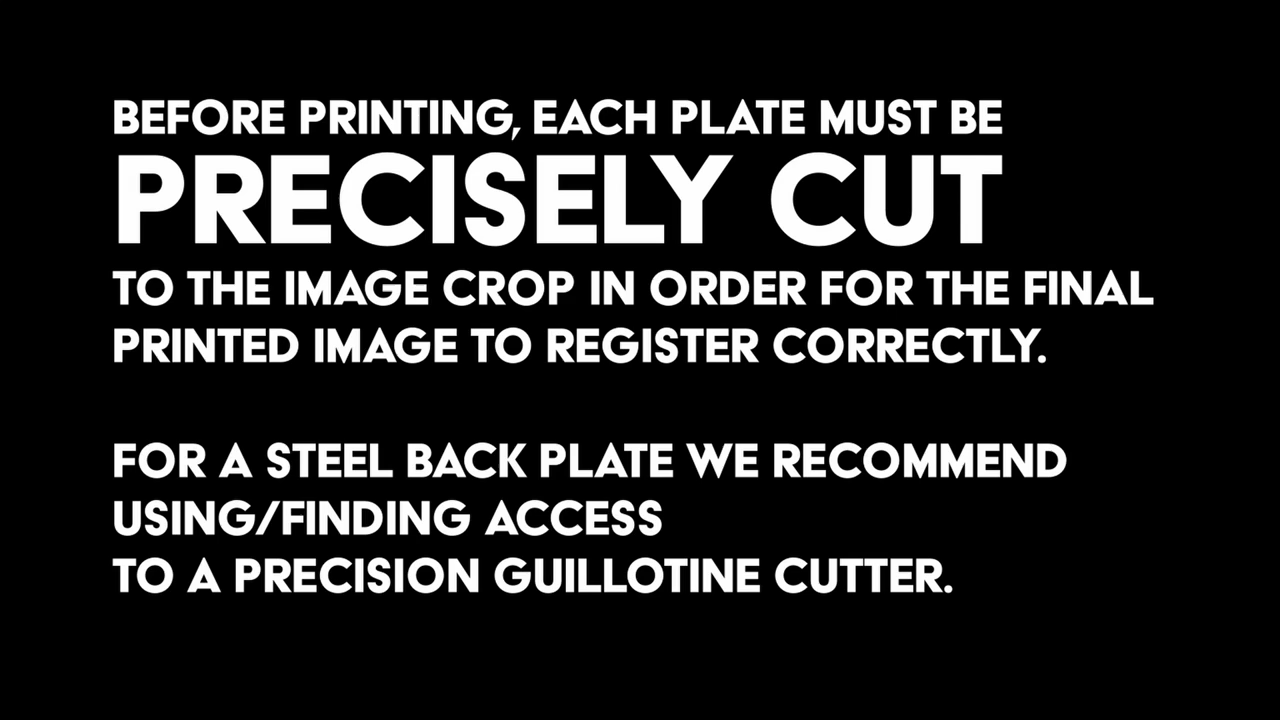 BEFORE PRINTING, EACH PLATE MUST BE
PRECISELY CUT
TO THE IMAGE CROP IN ORDER FOR THE FINAL
PRINTED IMAGE TO REGISTER CORRECTLY.
FOR A STEEL BACK PLATE WE RECOMMEND
USING/FINDING ACCESS
TO A PRECISION GUILLOTINE CUTTER.